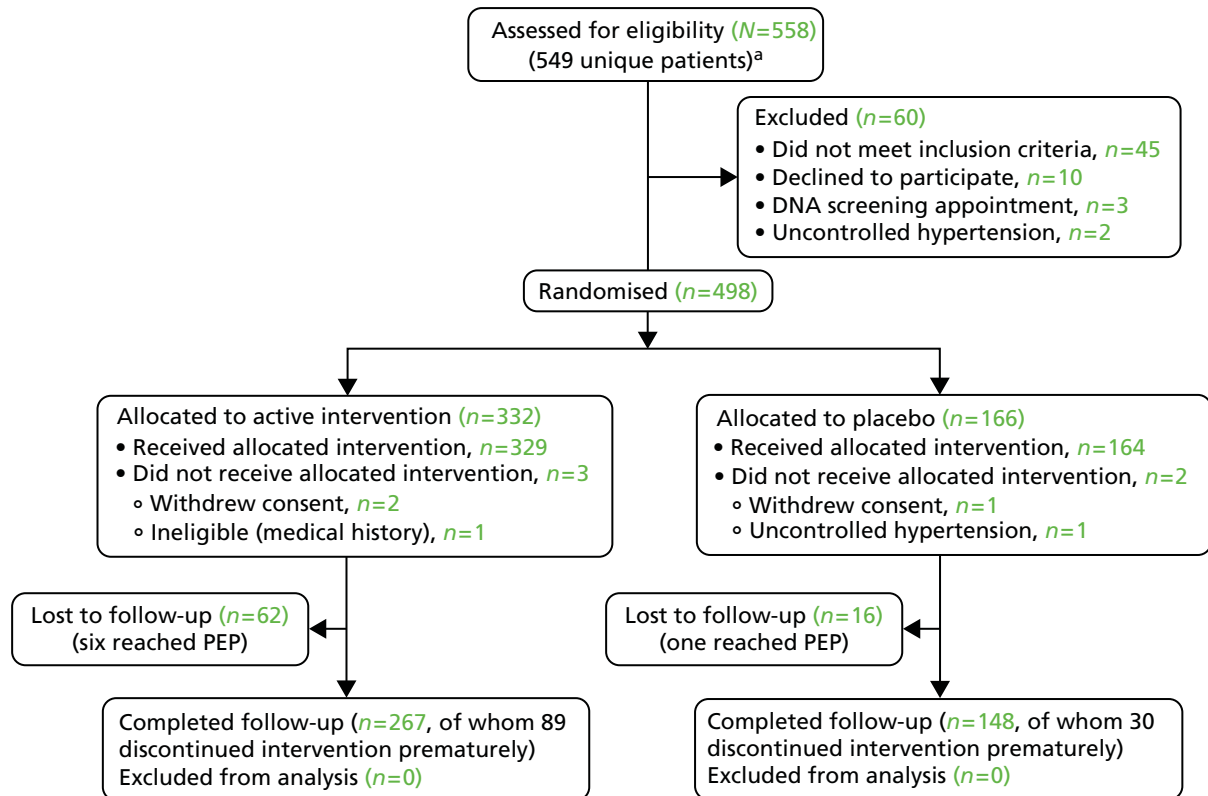 Assessed for eligibility (N=558)
(549 unique patients)a
Excluded (n=60)
• Did not meet inclusion criteria, n=45
• Declined to participate, n=10
• DNA screening appointment, n=3
• Uncontrolled hypertension, n=2
Randomised (n=498)
Allocated to active intervention (n=332)
• Received allocated intervention, n=329
• Did not receive allocated intervention, n=3
∘ Withdrew consent, n=2
∘ Ineligible (medical history), n=1
Allocated to placebo (n=166)
• Received allocated intervention, n=164
• Did not receive allocated intervention, n=2
∘ Withdrew consent, n=1
∘ Uncontrolled hypertension, n=1
Lost to follow-up (n=62)
(six reached PEP)
Lost to follow-up (n=16)
(one reached PEP)
Completed follow-up (n=267, of whom 89
discontinued intervention prematurely)
Excluded from analysis (n=0)
Completed follow-up (n=148, of whom 30
discontinued intervention prematurely)
Excluded from analysis (n=0)